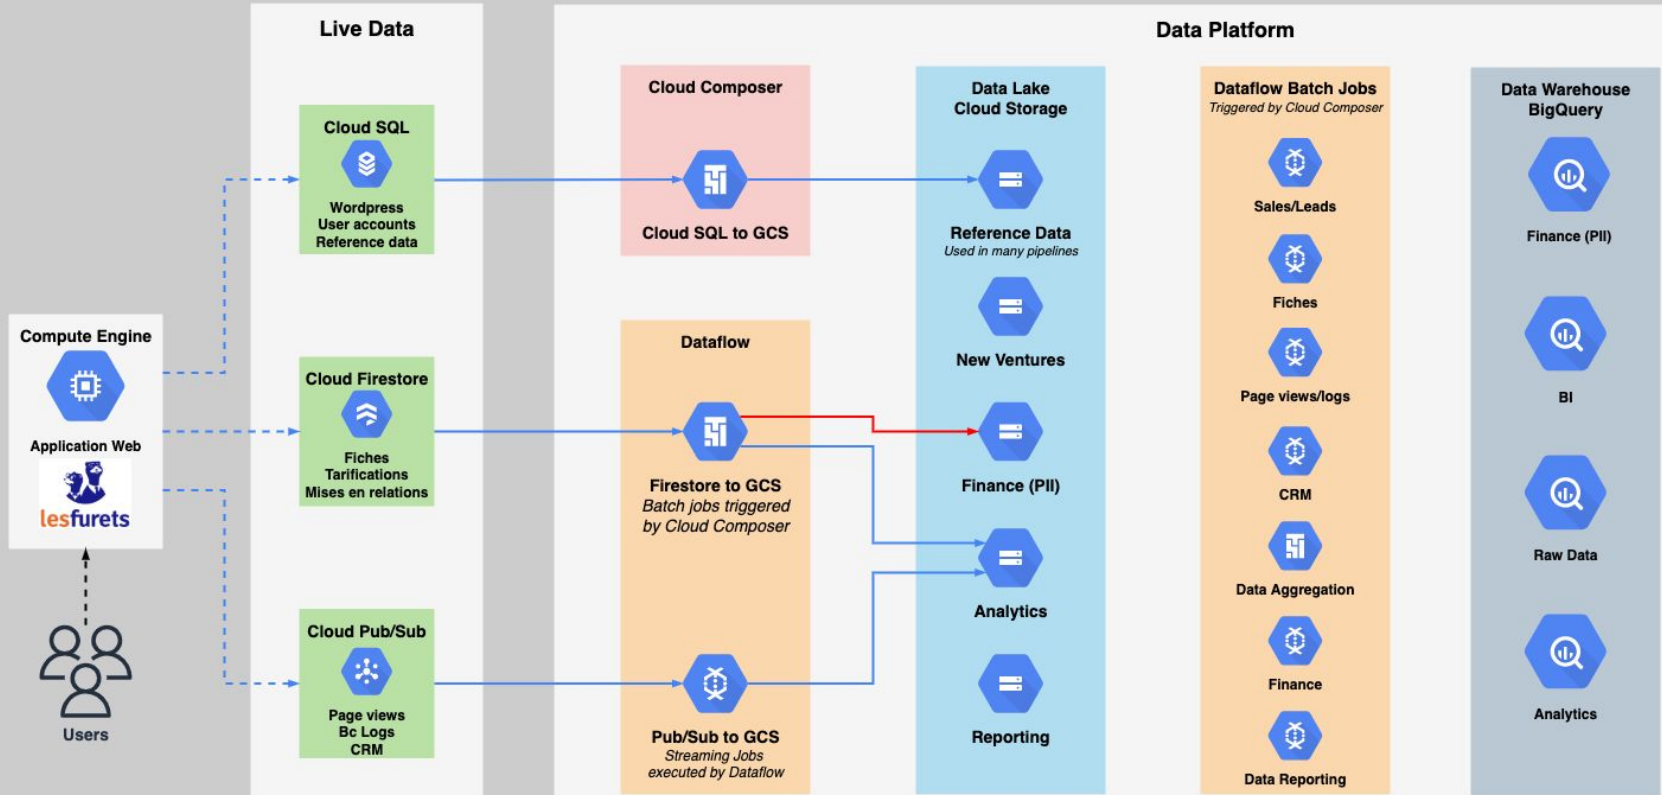 Live Data
Data Platform
Compute Engine
Application Web
lesfurets
Users
Cloud SQL
Wordpress
User accounts
Reference data
Cloud Firestore
Fiches
Tarifications
Mises en relations
Cloud Pub/Sub
Page views
Bc Logs
CRM
Cloud Composer
Cloud SQL to GCS
Dataflow
Firestore to GCS
Batch jobs triggered
by Cloud Composer
Pub/Sub to GCS
Streaming Jobs
executed by Dataflow
Data Lake
Cloud Storage
Reference Data
Used in many pipelines
New Ventures
Finance (PII)
Analytics
Reporting
Dataflow Batch Jobs
Triggered by Cloud Composer
Sales/Leads
Fiches
Page views/logs
CRM
Data Aggregation
Finance
Data Reporting
Data Warehouse
BigQuery
Finance (PII)
BI
Raw Data
Analytics